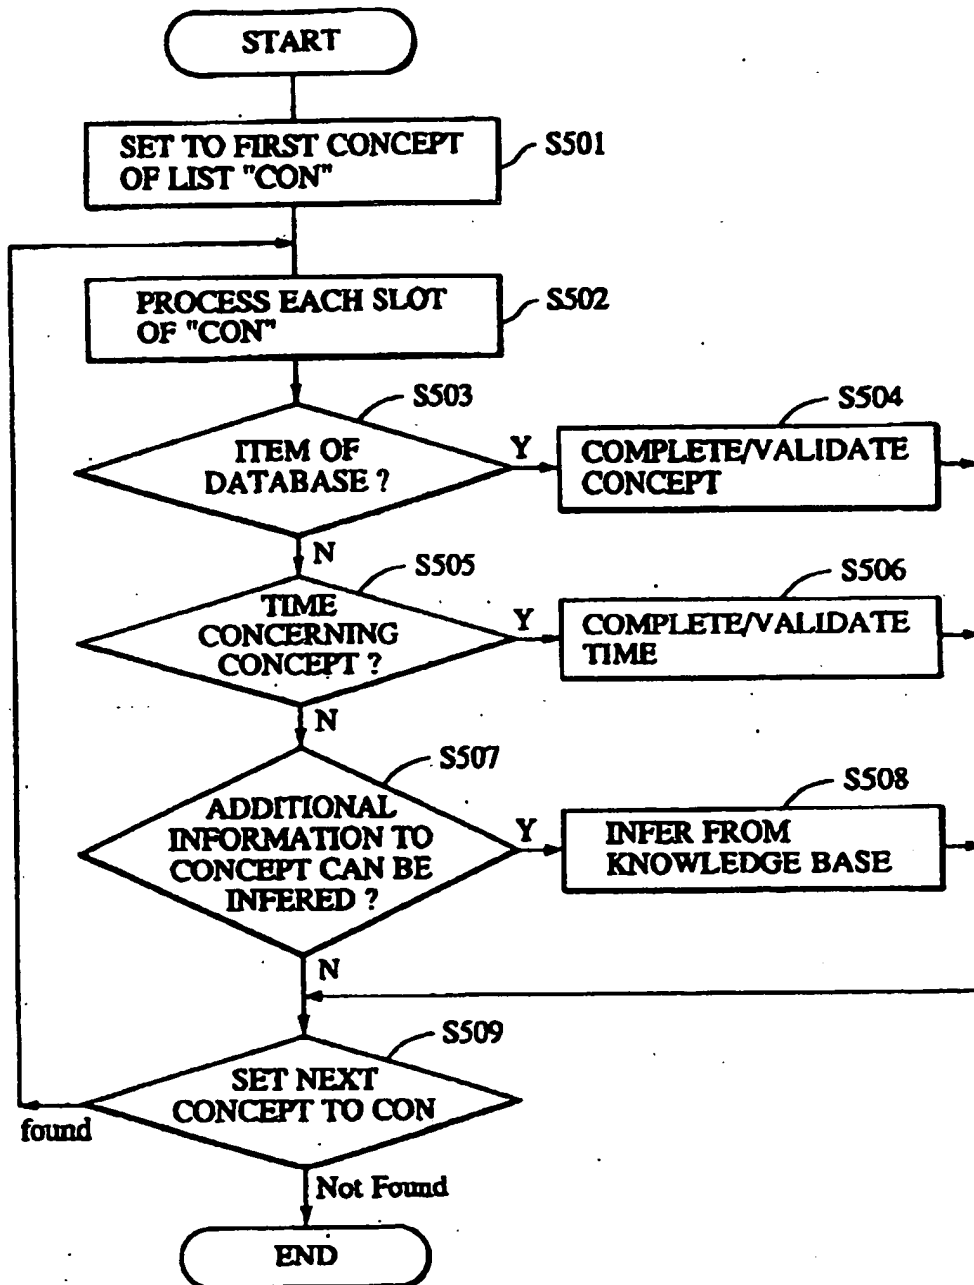 START
SET TO FIRST CONCEPT
OF LIST "CON"
S501
PROCESS EACH SLOT
OF "CON"
S502
S503
ITEM OF
DATABASE ?
Y
S504
COMPLETE/VALIDATE
CONCEPT
N
S505
TIME
CONCERNING
CONCEPT ?
Y
S506
COMPLETE/VALIDATE
TIME
N
S507
ADDITIONAL
INFORMATION TO
CONCEPT CAN BE
INFERED ?
Y
S508
INFER FROM
KNOWLEDGE BASE
N
S509
SET NEXT
CONCEPT TO CON
found
Not Found
END